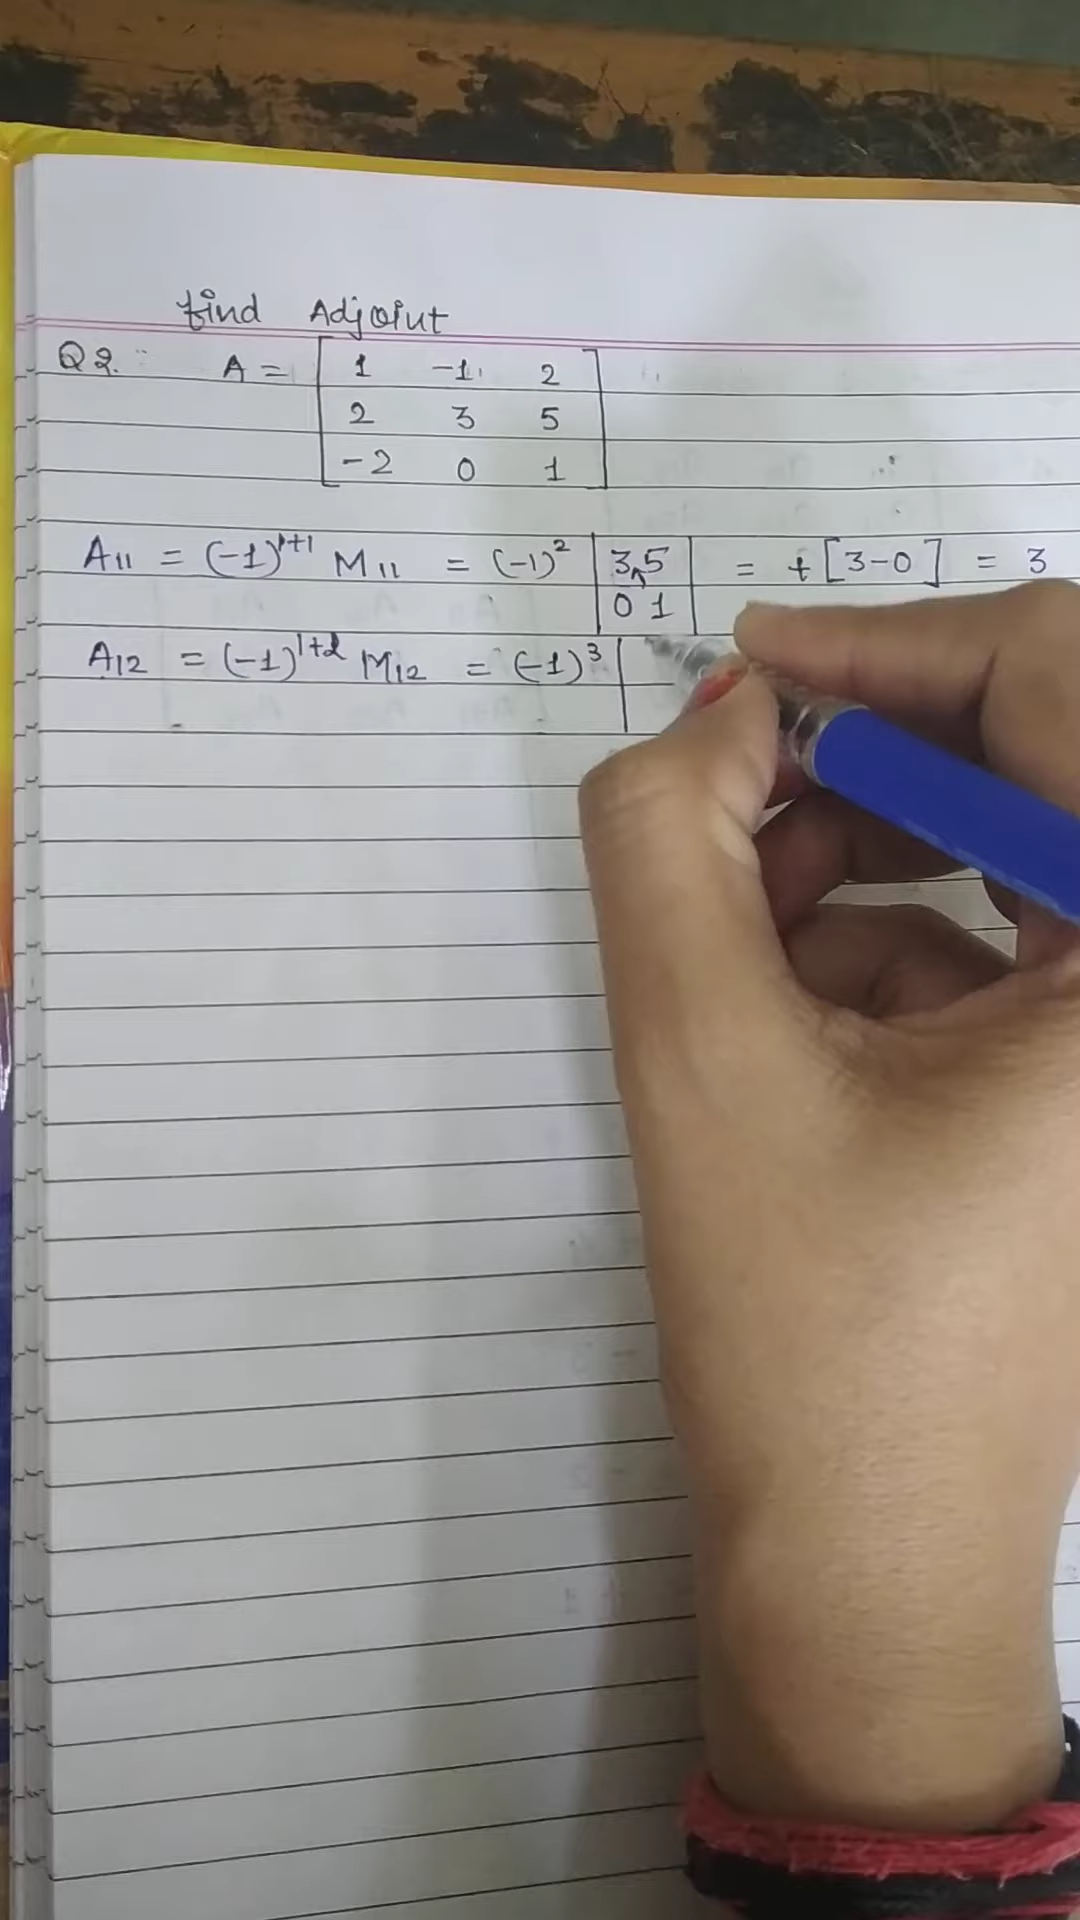 find Adjoint
Q2. A = [ 1 -1 2
2 3 5
-2 0 1 ]
A11 = (-1)^1+1 M11 = (-1)^2 | 3 5 | = + [3-0] = 3
0 1
A12 = (-1)^1+2 M12 = (-1)^3 |